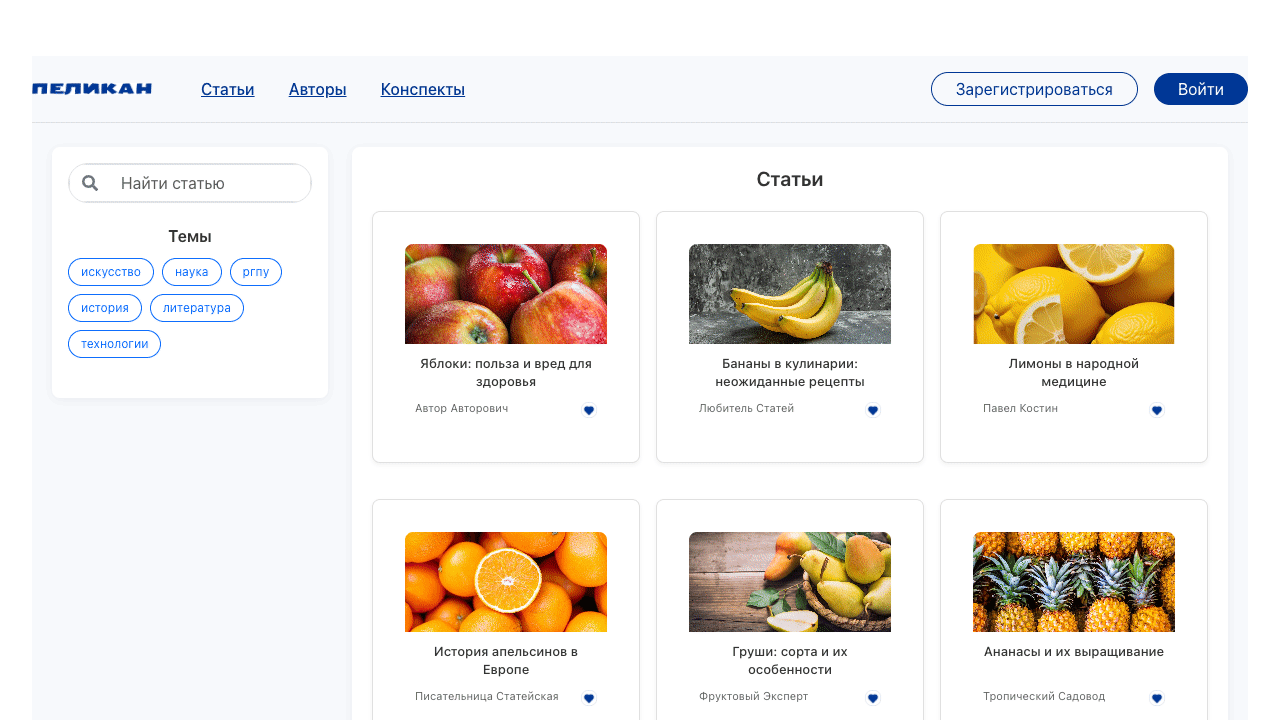 ПЕЛИКАН
Статьи
Авторы
Конспекты
Зарегистрироваться
Войти
Найти статью
Темы
искусство
наука
ргпу
история
литература
технологии
Статьи
Яблоки: польза и вред для
здоровья
Автор Авторович
Бананы в кулинарии:
неожиданные рецепты
Любитель Статей
Лимоны в народной
медицине
Павел Костин
История апельсинов в
Европе
Писательница Статейская
Груши: сорта и их
особенности
Фруктовый Эксперт
Ананасы и их выращивание
Тропический Садовод